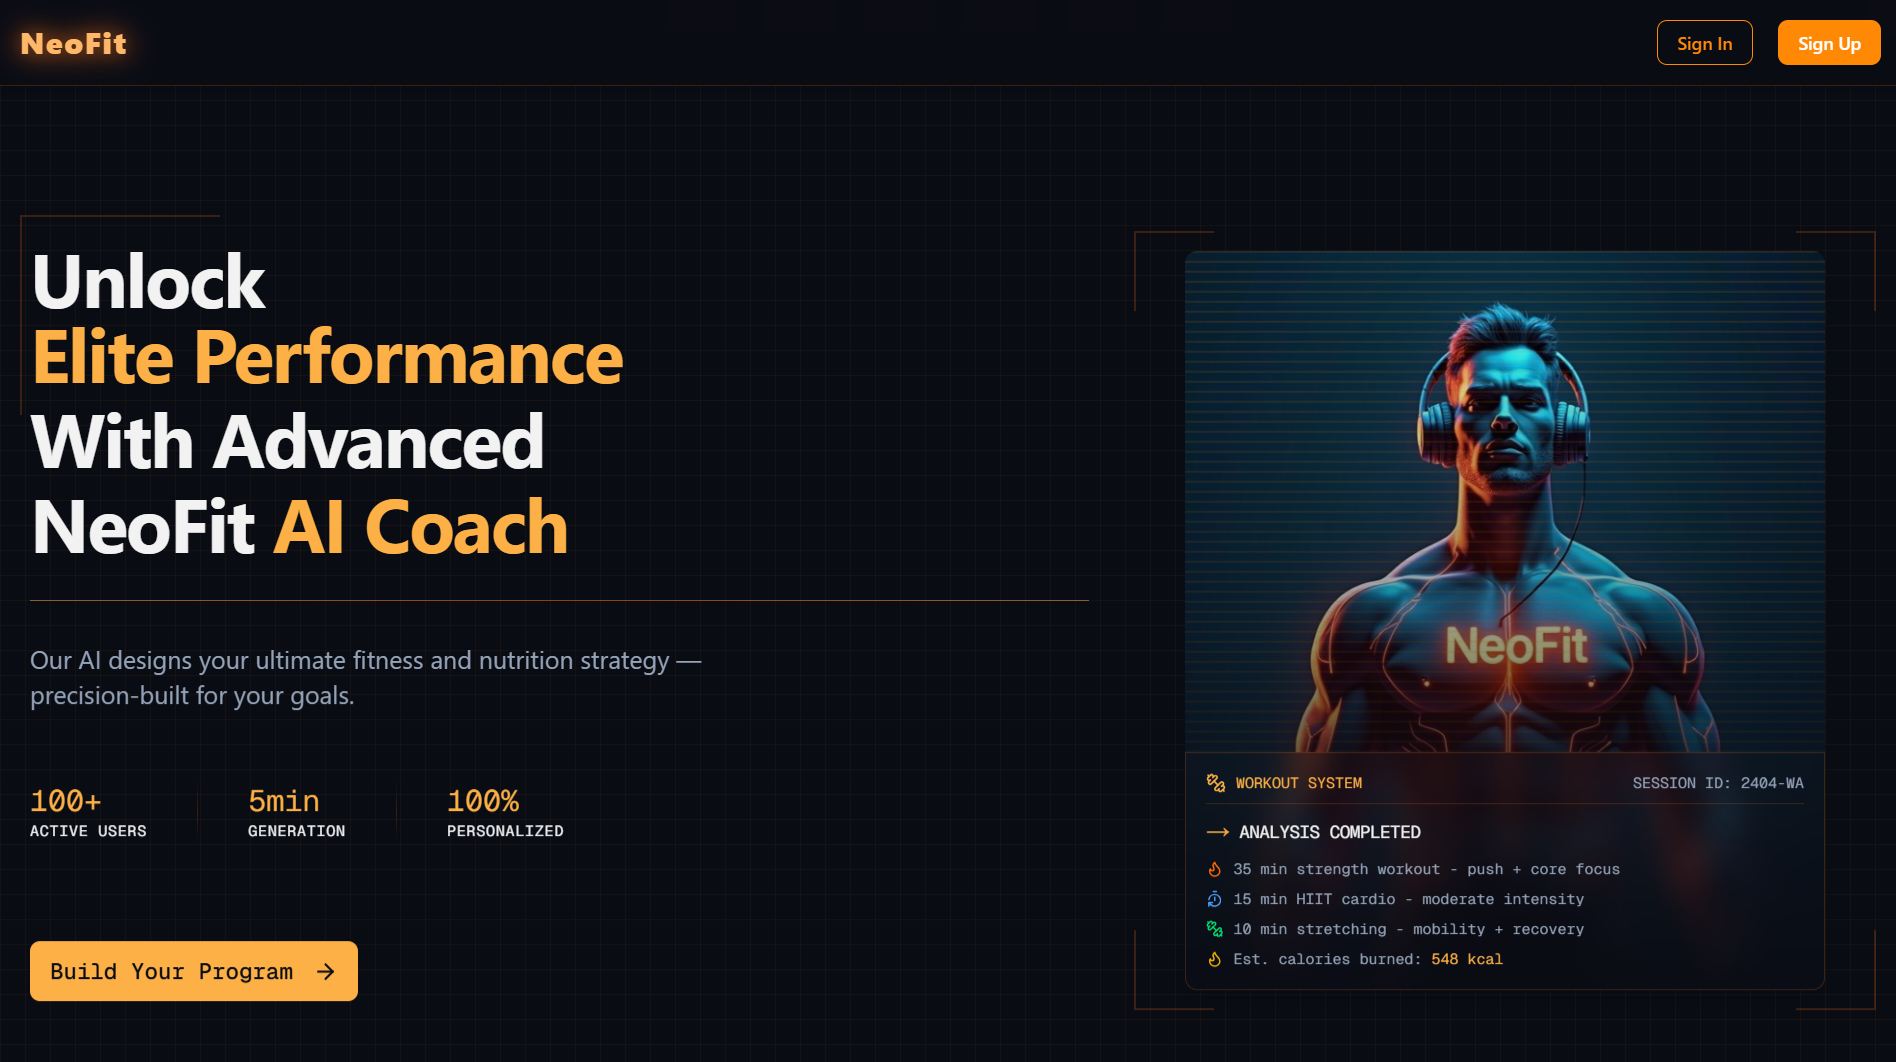 NeoFit
Sign In
Sign Up
Unlock
Elite Performance
With Advanced
NeoFit AI Coach
Our AI designs your ultimate fitness and nutrition strategy —
precision-built for your goals.
100+
ACTIVE USERS
5min
GENERATION
100%
PERSONALIZED
Build Your Program →
NeoFit
WORKOUT SYSTEM
SESSION ID: 2404-WA
→ ANALYSIS COMPLETED
35 min strength workout - push + core focus
15 min HIIT cardio - moderate intensity
10 min stretching - mobility + recovery
Est. calories burned: 548 kcal